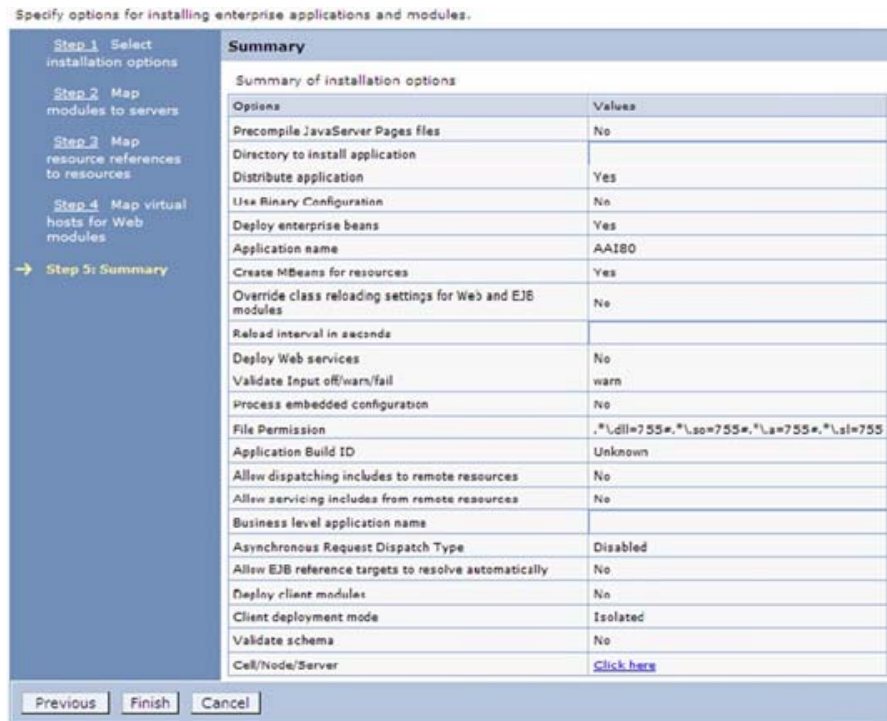 Specify options for installing enterprise applications and modules.
Step 1 Select
installation options
Step 2 Map
modules to servers
Step 3 Map
resource references
to resources
Step 4 Map virtual
hosts for Web
modules
Step 5: Summary
Summary
Summary of installation options
Options Values
Precompile JavaServer Pages files No
Directory to install application
Distribute application Yes
Use Binary Configuration No
Deploy enterprise beans Yes
Application name AAI80
Create MBeans for resources Yes
Override class reloading settings for Web and EJB
modules No
Reload interval in seconds
Deploy Web services No
Validate Input off/warn/fail warn
Process embedded configuration No
File Permission .*\.dll=755#.*\.so=755#.*\.a=755#.*\.sl=755
Application Build ID Unknown
Allow dispatching includes to remote resources No
Allow servicing includes from remote resources No
Business level application name
Asynchronous Request Dispatch Type Disabled
Allow EJB reference targets to resolve automatically No
Deploy client modules No
Client deployment mode Isolated
Validate schema No
Cell/Node/Server Click here
Previous Finish Cancel